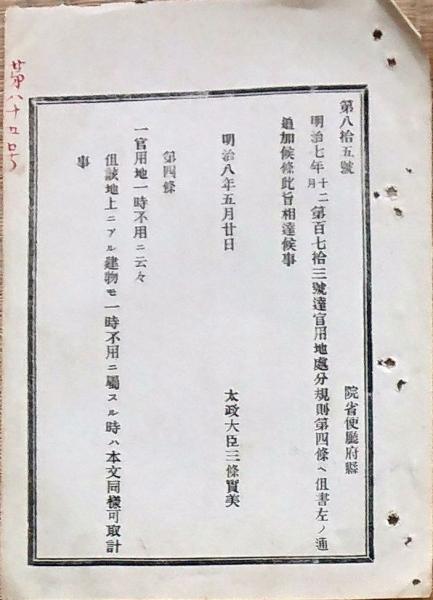 第八拾五號
院省使廳府縣
明治七年十二月第百七拾三號達官用地處分規則第四條ヘ但書左ノ通
追加候條此旨相達候事
明治八年五月廿日
太政大臣三條實美
第四條
一官用地一時不用ニ云々
但該地上ニアル建物モ一時不用ニ屬スル時ハ本文同樣可取計
事